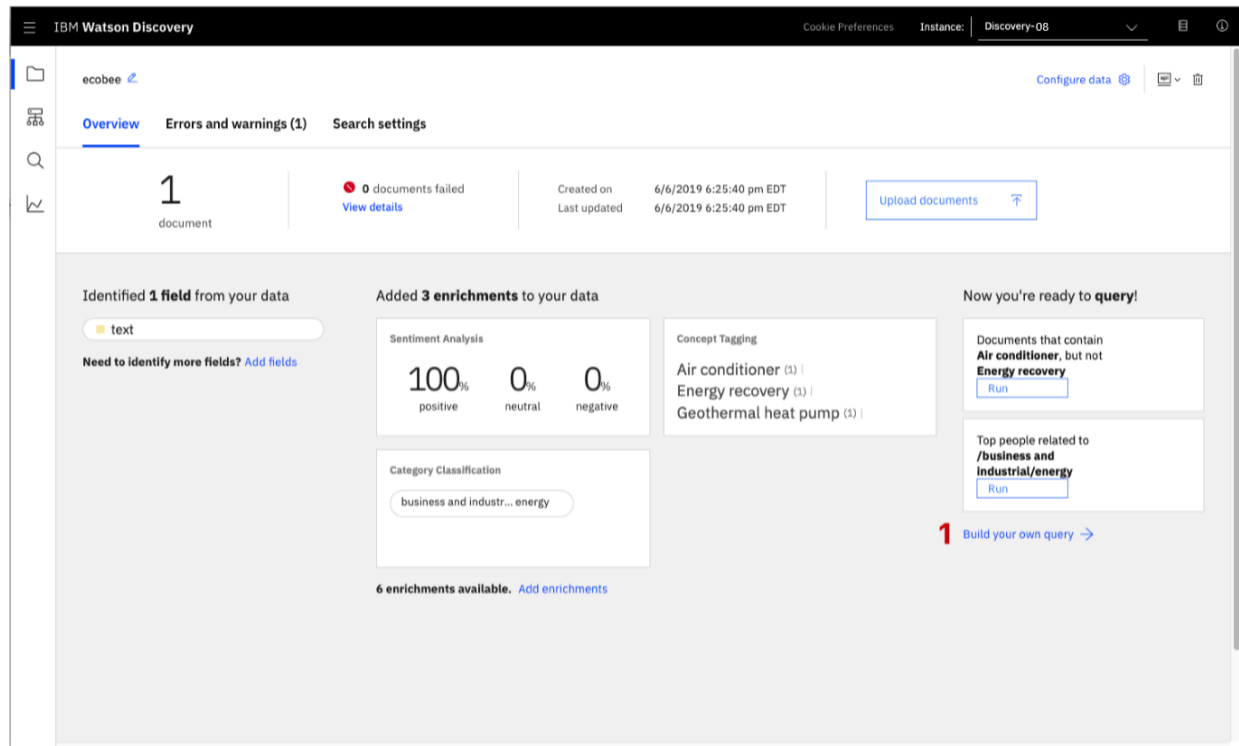 IBM Watson Discovery
Cookie Preferences
Instance:
Discovery-08
ecobee
Configure data
Overview
Errors and warnings (1)
Search settings
1
document
0 documents failed
View details
Created on 6/6/2019 6:25:40 pm EDT
Last updated 6/6/2019 6:25:40 pm EDT
Upload documents
Identified 1 field from your data
text
Need to identify more fields? Add fields
Added 3 enrichments to your data
Sentiment Analysis
100% 0% 0%
positive neutral negative
Concept Tagging
Air conditioner (1)
Energy recovery (1)
Geothermal heat pump (1)
Category Classification
business and industr... energy
6 enrichments available. Add enrichments
Now you're ready to query!
Documents that contain
Air conditioner, but not
Energy recovery
Run
Top people related to
/business and
industrial/energy
Run
1 Build your own query